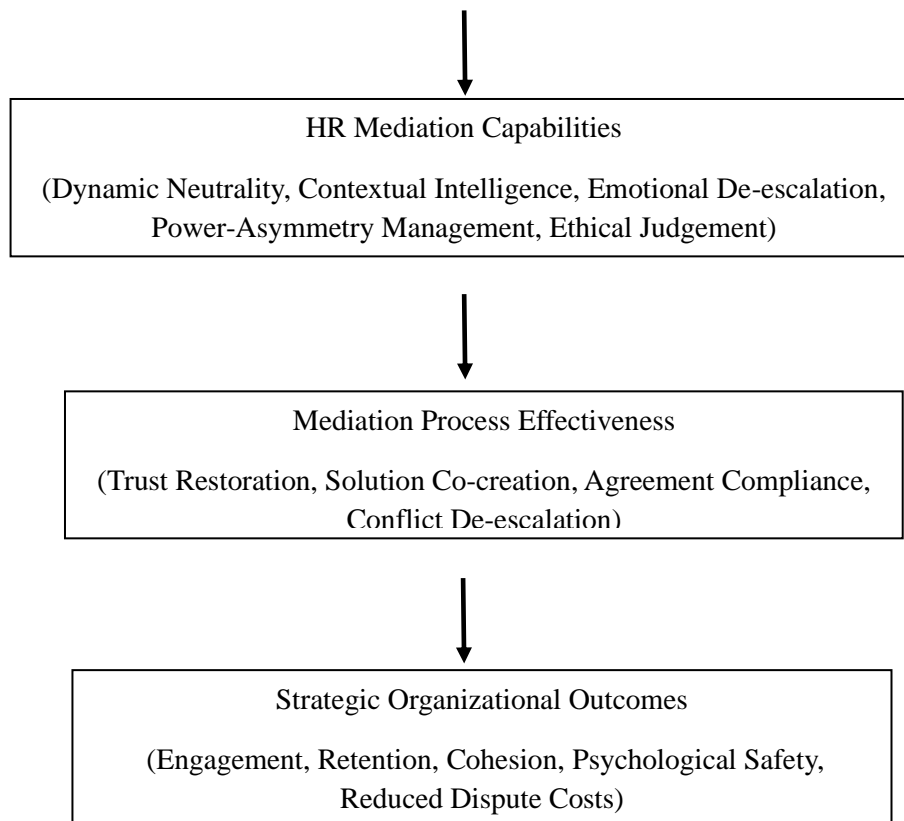 HR Mediation Capabilities
(Dynamic Neutrality, Contextual Intelligence, Emotional De-escalation,
Power-Asymmetry Management, Ethical Judgement)
Mediation Process Effectiveness
(Trust Restoration, Solution Co-creation, Agreement Compliance,
Conflict De-escalation)
Strategic Organizational Outcomes
(Engagement, Retention, Cohesion, Psychological Safety,
Reduced Dispute Costs)